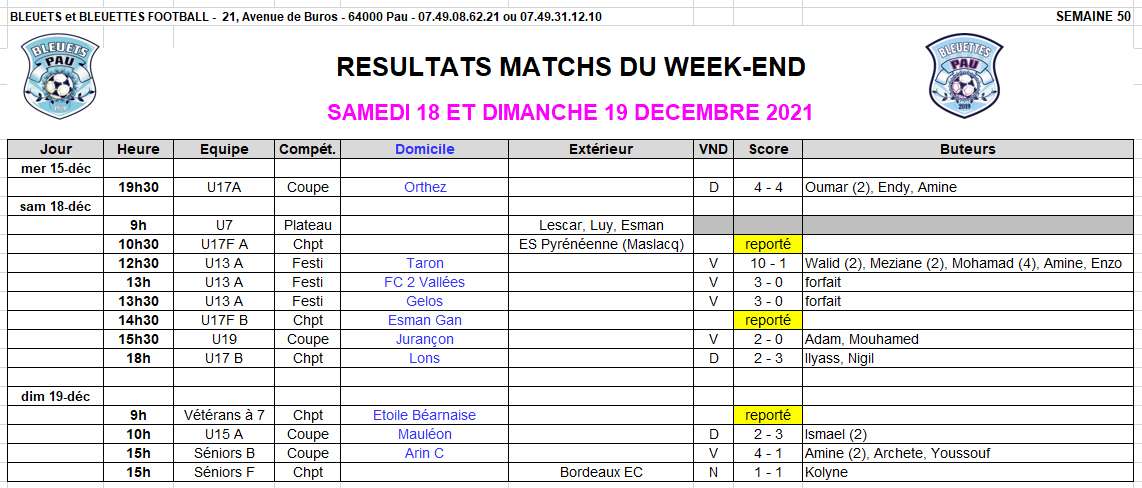 BLEUETS et BLEUETTES FOOTBALL - 21, Avenue de Buros - 64000 Pau - 07.49.08.62.21 ou 07.49.31.12.10 SEMAINE 50
BLEUETS PAU
BLEUETTES PAU 2019
RESULTATS MATCHS DU WEEK-END
SAMEDI 18 ET DIMANCHE 19 DECEMBRE 2021
Jour Heure Equipe Compét. Domicile Extérieur VND Score Buteurs
mer 15-déc
19h30 U17A Coupe Orthez D 4 - 4 Oumar (2), Endy, Amine
sam 18-déc
9h U7 Plateau Lescar, Luy, Esman
10h30 U17F A Chpt ES Pyrénéenne (Maslacq) reporté
12h30 U13 A Festi Taron V 10 - 1 Walid (2), Meziane (2), Mohamad (4), Amine, Enzo
13h U13 A Festi FC 2 Vallées V 3 - 0 forfait
13h30 U13 A Festi Gelos V 3 - 0 forfait
14h30 U17F B Chpt Esman Gan reporté
15h30 U19 Coupe Jurançon V 2 - 0 Adam, Mouhamed
18h U17 B Chpt Lons D 2 - 3 Ilyass, Nigil
dim 19-déc
9h Vétérans à 7 Chpt Etoile Béarnaise reporté
10h U15 A Coupe Mauléon D 2 - 3 Ismael (2)
15h Séniors B Coupe Arin C V 4 - 1 Amine (2), Archete, Youssouf
15h Séniors F Chpt Bordeaux EC N 1 - 1 Kolyne